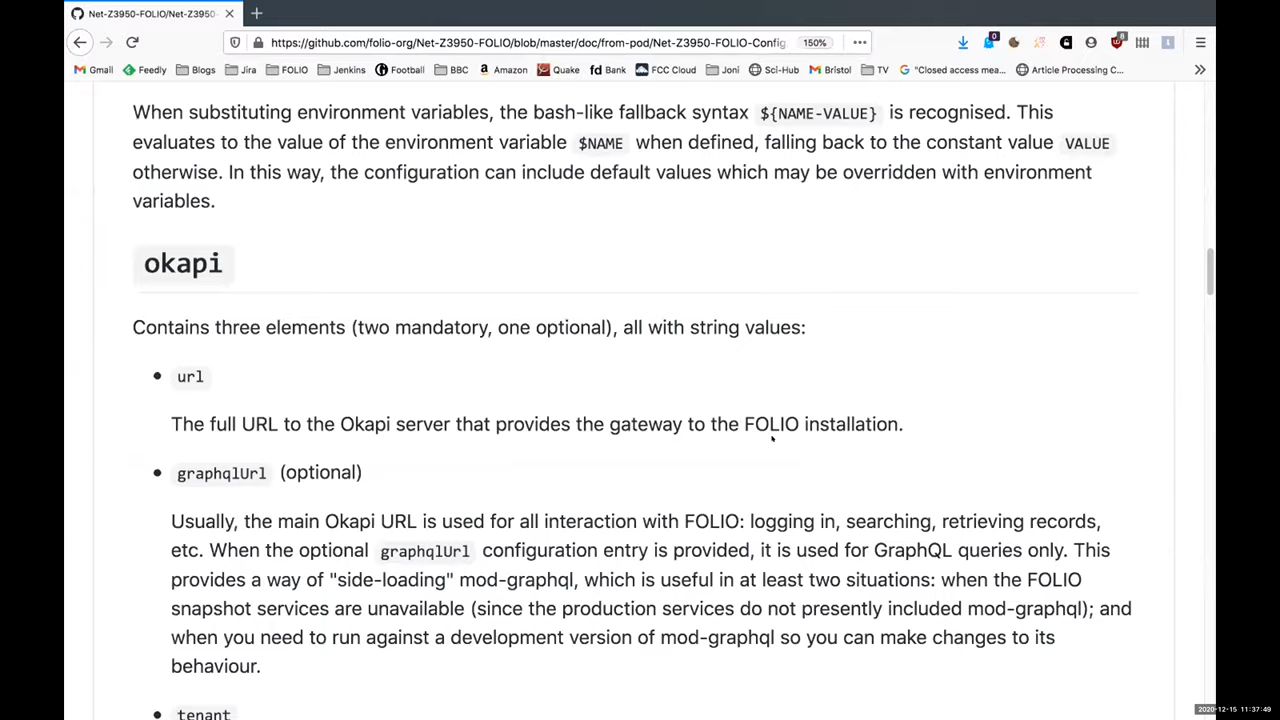 Net-Z3950-FOLIO/Net-Z3950-
https://github.com/folio-org/Net-Z3950-FOLIO/blob/master/doc/from-pod/Net-Z3950-FOLIO-Config
150%
0
8
Gmail
Feedly
Blogs
Jira
FOLIO
Jenkins
Football
BBC
Amazon
Quake
fd Bank
FCC Cloud
Joni
Sci-Hub
Bristol
TV
"Closed access mea...
Article Processing C...
When substituting environment variables, the bash-like fallback syntax ${NAME-VALUE} is recognised. This
evaluates to the value of the environment variable $NAME when defined, falling back to the constant value VALUE
otherwise. In this way, the configuration can include default values which may be overridden with environment
variables.
okapi
Contains three elements (two mandatory, one optional), all with string values:
url
The full URL to the Okapi server that provides the gateway to the FOLIO installation.
graphqlUrl (optional)
Usually, the main Okapi URL is used for all interaction with FOLIO: logging in, searching, retrieving records,
etc. When the optional graphqlUrl configuration entry is provided, it is used for GraphQL queries only. This
provides a way of "side-loading" mod-graphql, which is useful in at least two situations: when the FOLIO
snapshot services are unavailable (since the production services do not presently included mod-graphql); and
when you need to run against a development version of mod-graphql so you can make changes to its
behaviour.
tenant
2020-12-15 11:37:49